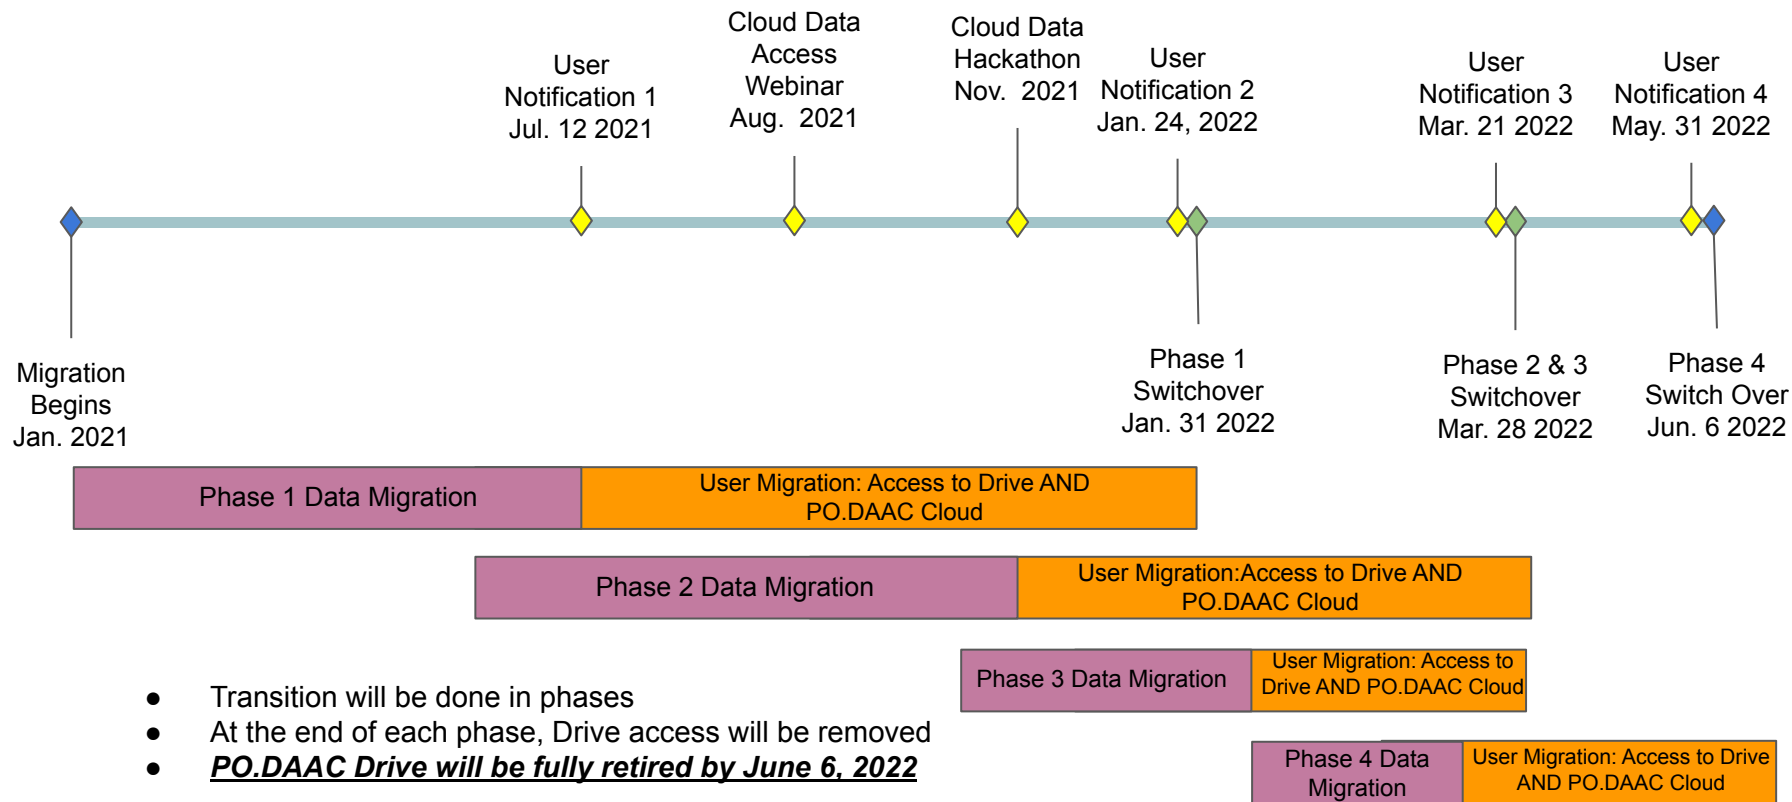 User
Notification 1
Jul. 12 2021
Cloud Data
Access
Webinar
Aug.  2021
Cloud Data
Hackathon
Nov.  2021
User
Notification 2
Jan. 24, 2022
User
Notification 3
Mar. 21 2022
User
Notification 4
May. 31 2022
Migration
Begins
Jan. 2021
Phase 1
Switchover
Jan. 31 2022
Phase 2 & 3
Switchover
Mar. 28 2022
Phase 4
Switch Over
Jun. 6 2022
Phase 1 Data Migration
User Migration: Access to Drive AND
PO.DAAC Cloud
Phase 2 Data Migration
User Migration:Access to Drive AND
PO.DAAC Cloud
Phase 3 Data Migration
User Migration: Access to
Drive AND PO.DAAC Cloud
Phase 4 Data
Migration
User Migration: Access to Drive
AND PO.DAAC Cloud
● Transition will be done in phases
● At the end of each phase, Drive access will be removed
● PO.DAAC Drive will be fully retired by June 6, 2022